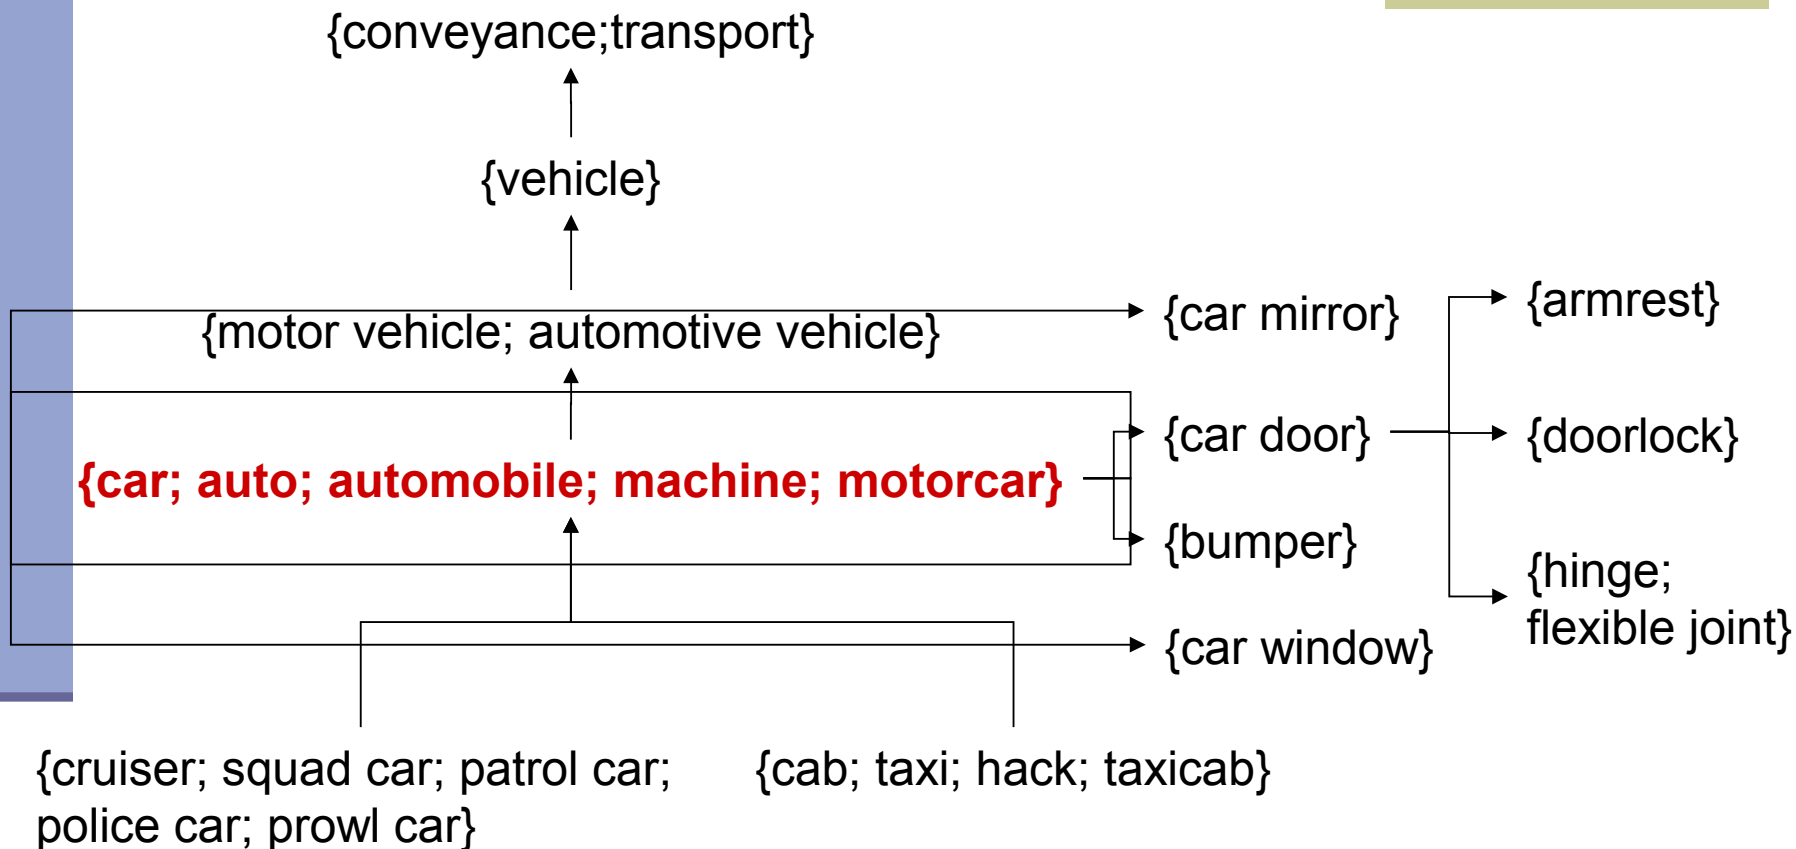 {conveyance;transport}
{vehicle}
{motor vehicle; automotive vehicle}
{car; auto; automobile; machine; motorcar}
{cruiser; squad car; patrol car;
police car; prowl car}
{cab; taxi; hack; taxicab}
{car mirror}
{car door}
{bumper}
{car window}
{armrest}
{doorlock}
{hinge;
flexible joint}